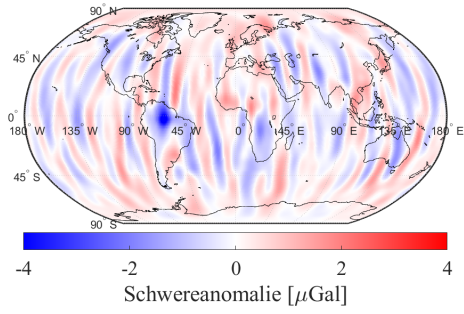 90° N
45° N
0°
180° W 135° W 90° W 45° W 0° 45° E 90° E 135° E 180° E
45° S
90° S
-4 -2 0 2 4
Schwereanomalie [μGal]